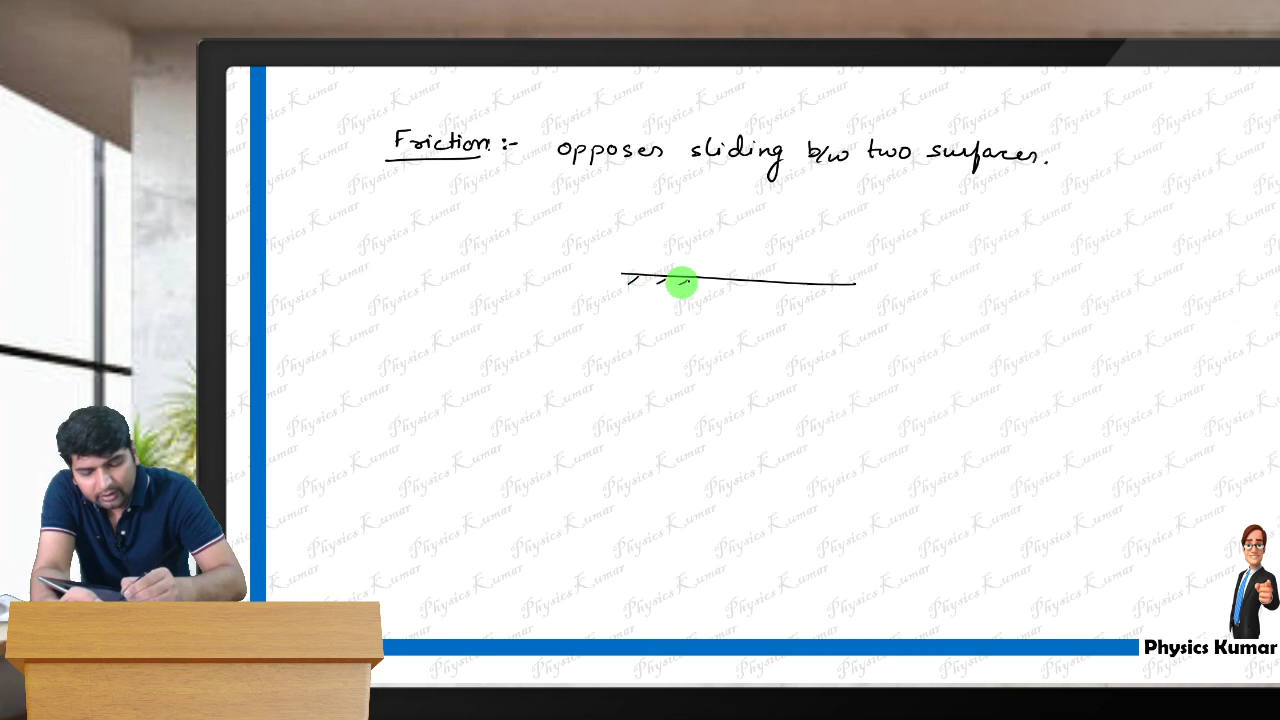 Friction :- opposes sliding b/w two surfaces.
Physics Kumar